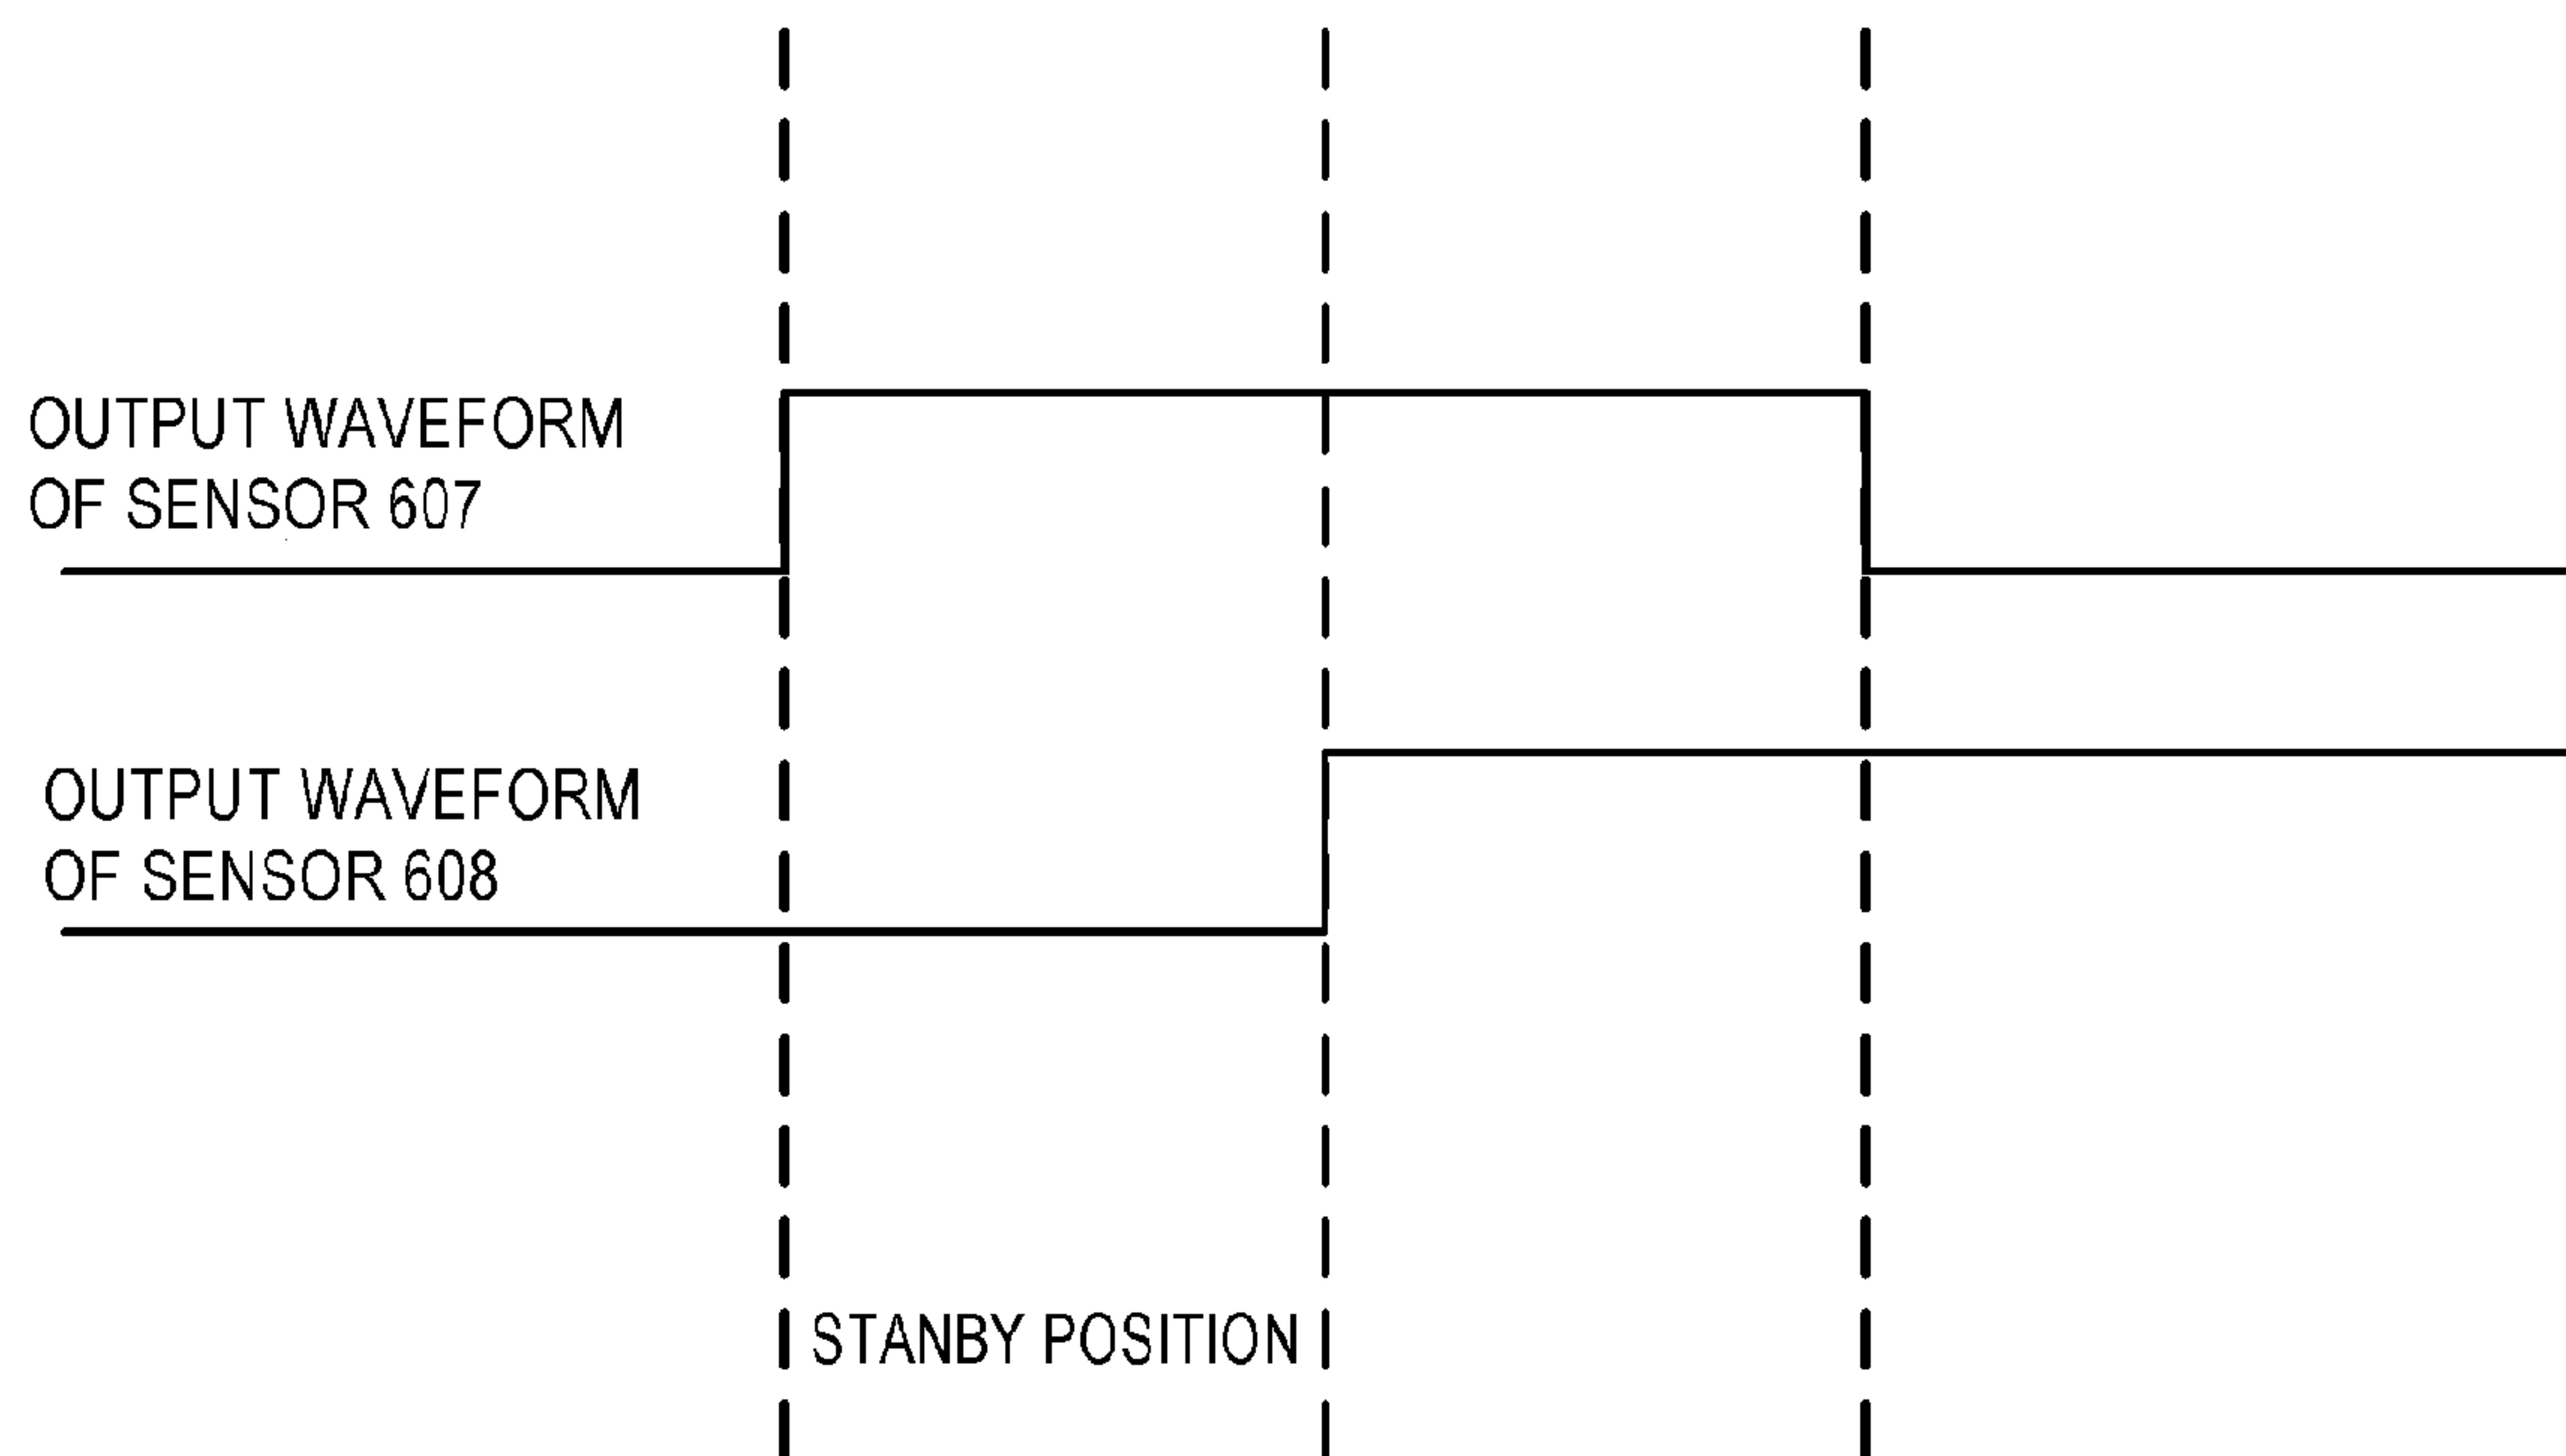 OUTPUT WAVEFORM
OF SENSOR 607
OUTPUT WAVEFORM
OF SENSOR 608
STANBY POSITION